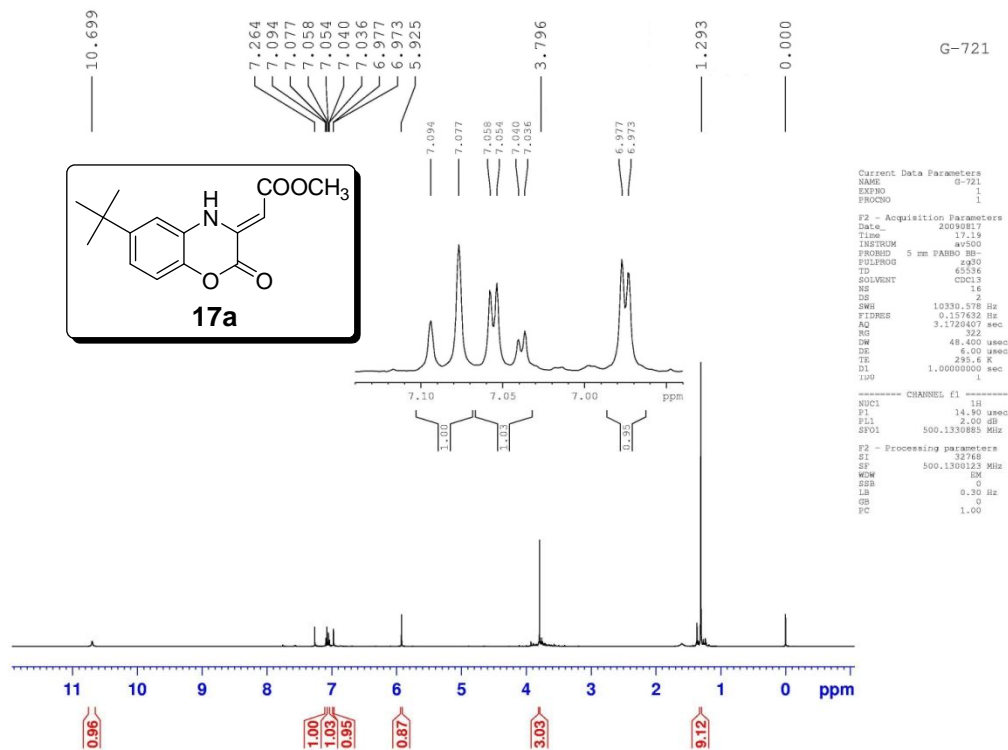 10.699
7.264
7.094
7.077
7.058
7.054
7.040
7.036
6.977
6.973
5.925
3.796
1.293
0.000
G-721
7.094
7.077
7.058
7.054
7.040
7.036
6.977
6.973
COOCH3
H
N
O
O
17a
7.10 7.05 7.00 ppm
1.00 1.03 0.95
Current Data Parameters
NAME G-721
EXPNO 1
PROCNO 1
F2 - Acquisition Parameters
Date_ 20090817
Time 17.19
INSTRUM av500
PROBHD 5 mm PABBO BB-
PULPROG zg30
TD 65536
SOLVENT CDCl3
NS 16
DS 2
SWH 10330.578 Hz
FIDRES 0.157632 Hz
AQ 3.1720407 sec
RG 322
DW 48.400 usec
DE 6.00 usec
TE 295.6 K
D1 1.00000000 sec
TD0 1
======== CHANNEL f1 ========
NUC1 1H
P1 14.90 usec
PL1 2.00 dB
SFO1 500.1330885 MHz
F2 - Processing parameters
SI 32768
SF 500.1300123 MHz
WDW EM
SSB 0
LB 0.30 Hz
GB 0
PC 1.00
11 10 9 8 7 6 5 4 3 2 1 0 ppm
0.96 1.00 1.03 0.95 0.87 3.03 9.12